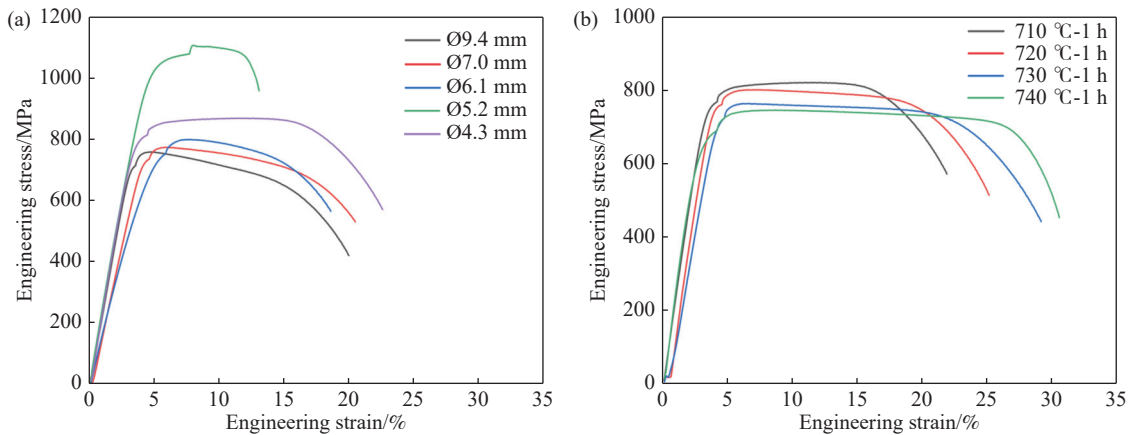 (a)
1200
1000
800
600
400
200
0
Engineering stress/MPa
Ø9.4 mm
Ø7.0 mm
Ø6.1 mm
Ø5.2 mm
Ø4.3 mm
0 5 10 15 20 25 30 35
Engineering strain/%
(b)
1000
800
600
400
200
0
Engineering stress/MPa
710 ℃-1 h
720 ℃-1 h
730 ℃-1 h
740 ℃-1 h
0 5 10 15 20 25 30 35
Engineering strain/%